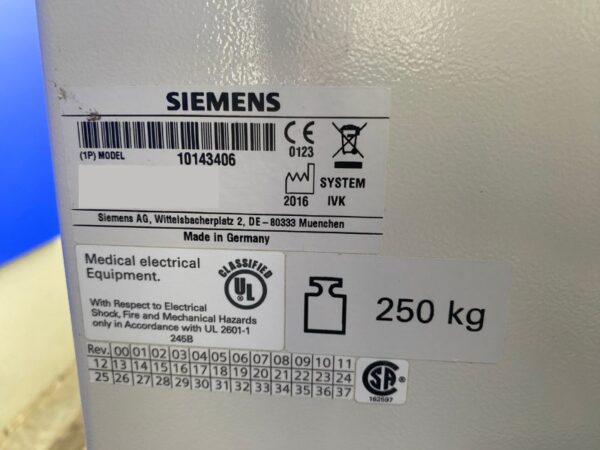 SIEMENS
(1P) MODEL 10143406
CE 0123
2016
SYSTEM
IVK
Siemens AG, Wittelsbacherplatz 2, DE-80333 Muenchen
Made in Germany
Medical electrical
Equipment.
CLASSIFIED
UL
®
With Respect to Electrical
Shock, Fire and Mechanical Hazards
only in Accordance with UL 2601-1
245B
250 kg
Rev. 00 01 02 03 04 05 06 07 08 09 10 11
12 13 14 15 16 17 18 19 20 21 22 23 24
25 26 27 28 29 30 31 32 33 34 35 36 37
SA ®
162597